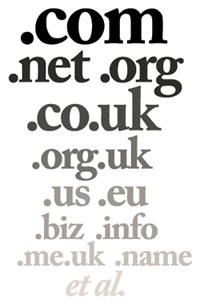 .com
.net .org
.co.uk
.org.uk
.us .eu
.biz .info
.me.uk .name
et al.